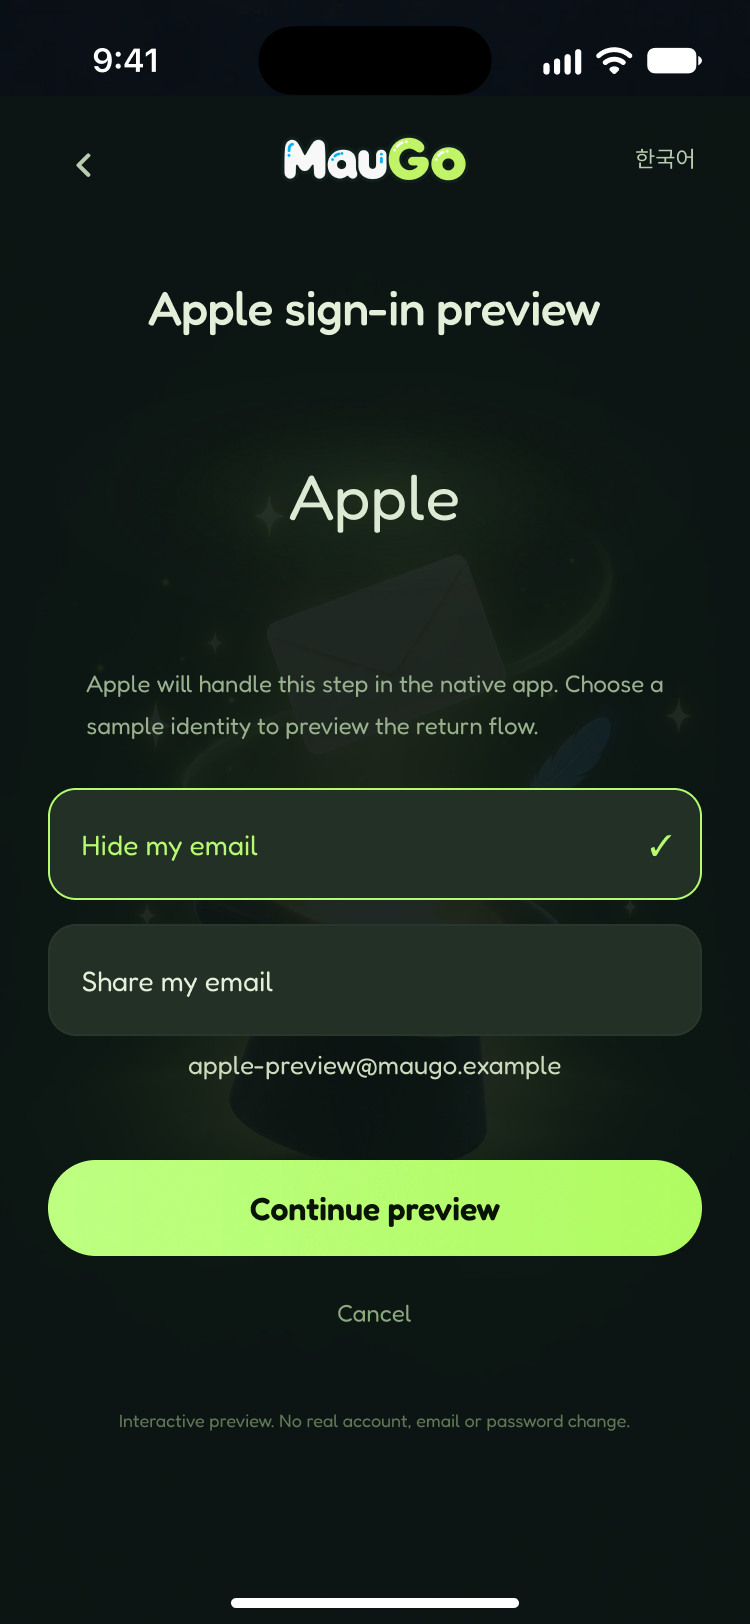 9:41
MauGo
한국어
Apple sign-in preview
Apple
Apple will handle this step in the native app. Choose a
sample identity to preview the return flow.
Hide my email ✓
Share my email
apple-preview@maugo.example
Continue preview
Cancel
Interactive preview. No real account, email or password change.